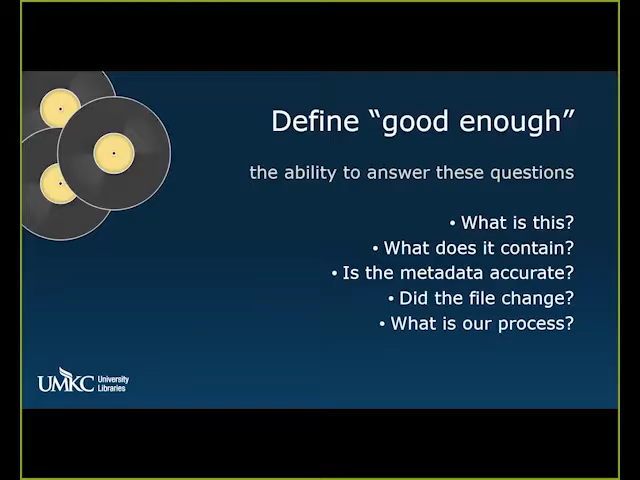 Define “good enough”
the ability to answer these questions
• What is this?
• What does it contain?
• Is the metadata accurate?
• Did the file change?
• What is our process?
UMKC University
Libraries